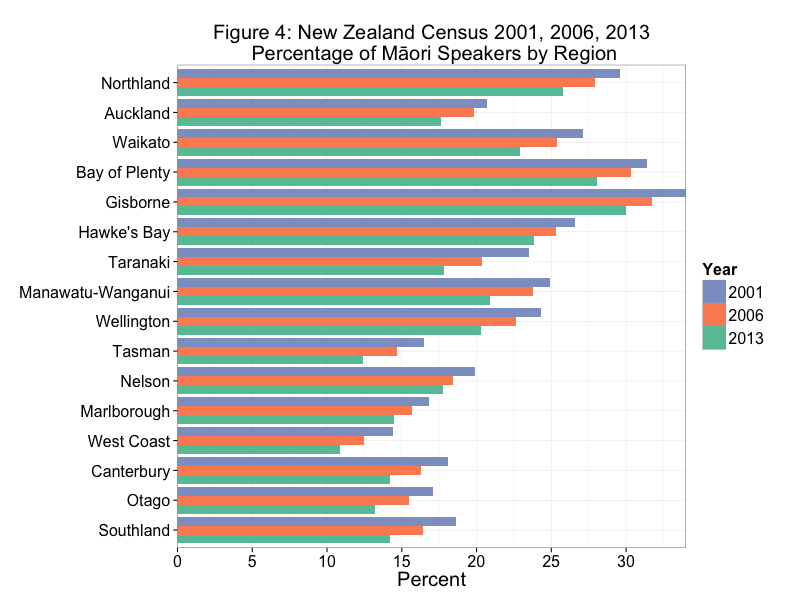 Figure 4: New Zealand Census 2001, 2006, 2013
Percentage of Māori Speakers by Region
Northland
Auckland
Waikato
Bay of Plenty
Gisborne
Hawke's Bay
Taranaki
Manawatu-Wanganui
Wellington
Tasman
Nelson
Marlborough
West Coast
Canterbury
Otago
Southland
0 5 10 15 20 25 30
Percent
Year
2001
2006
2013